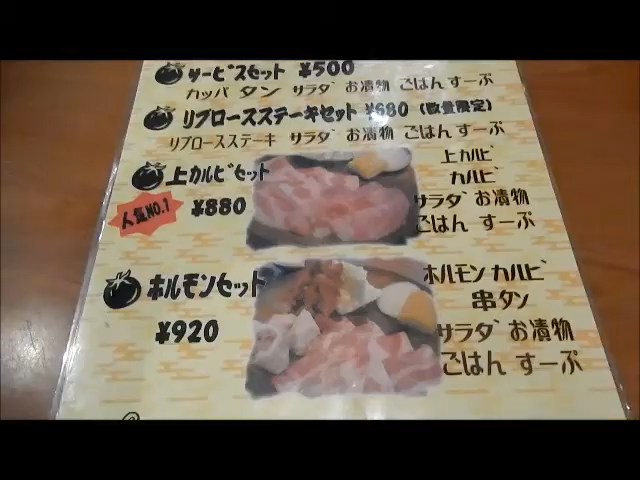 サービスセット ¥500
カッパ タン サラダ お漬物 ごはん すーぷ
リブロースステーキセット ¥680 (数量限定)
リブロースステーキ サラダ お漬物 ごはん すーぷ
上カルビセット
人気NO.1
¥880
上カルビ
カルビ
サラダ お漬物
ごはん すーぷ
ホルモンセット
¥920
ホルモン カルビ
串タン
サラダ お漬物
ごはん すーぷ